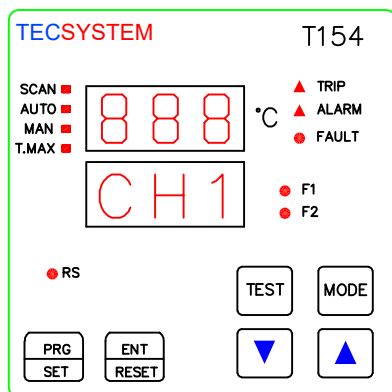 TECSYSTEM
T154
SCAN
AUTO
MAN
T.MAX
888
°C
TRIP
ALARM
FAULT
CH1
F1
F2
RS
TEST
MODE
PRG
SET
ENT
RESET